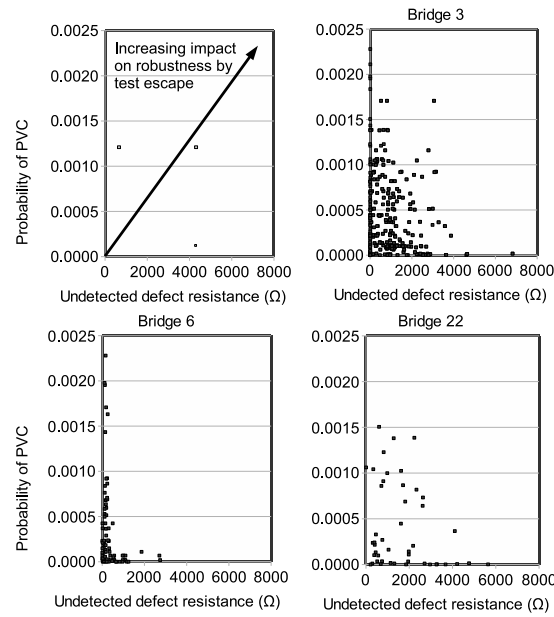 0.0025
0.0020
0.0015
0.0010
0.0005
0.0000
Probability of PVC
Increasing impact
on robustness by
test escape
0 2000 4000 6000 8000
Undetected defect resistance (Ω)
Bridge 3
0.0025
0.0020
0.0015
0.0010
0.0005
0.0000
0 2000 4000 6000 8000
Undetected defect resistance (Ω)
Bridge 6
0.0025
0.0020
0.0015
0.0010
0.0005
0.0000
Probability of PVC
0 2000 4000 6000 8000
Undetected defect resistance (Ω)
Bridge 22
0.0025
0.0020
0.0015
0.0010
0.0005
0.0000
0 2000 4000 6000 8000
Undetected defect resistance (Ω)